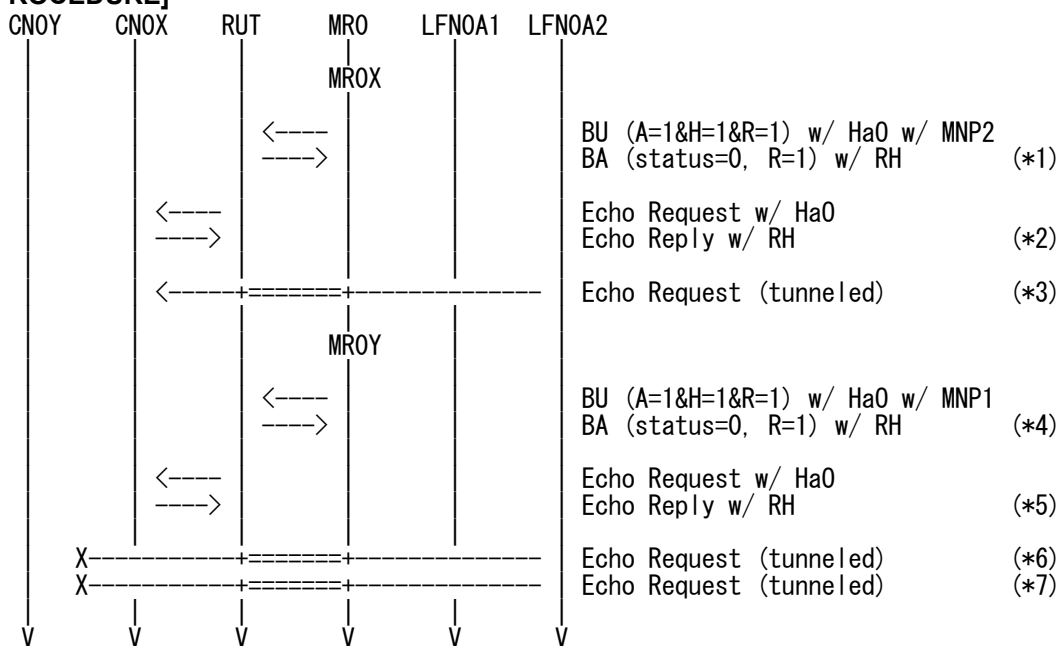 ROCEDURE]
CN0Y CN0X RUT MR0 LFN0A1 LFN0A2
MR0X
BU (A=1&H=1&R=1) w/ HaO w/ MNP2
BA (status=0, R=1) w/ RH (*1)
Echo Request w/ HaO
Echo Reply w/ RH (*2)
Echo Request (tunneled) (*3)
MR0Y
BU (A=1&H=1&R=1) w/ HaO w/ MNP1
BA (status=0, R=1) w/ RH (*4)
Echo Request w/ HaO
Echo Reply w/ RH (*5)
X Echo Request (tunneled) (*6)
X Echo Request (tunneled) (*7)
V V V V V V